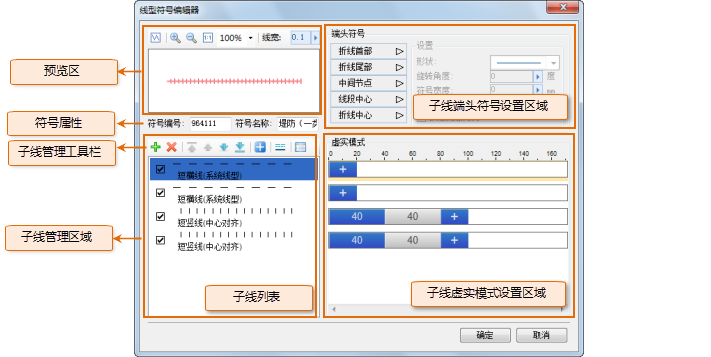 线型符号编辑器
100% 线宽: 0.1
预览区
符号编号: 964111 符号名称: 堤防 (一
符号属性
子线管理工具栏
短横线(系统线型)
短横线(系统线型)
短竖线(中心对齐)
短竖线(中心对齐)
子线管理区域
子线列表
端头符号
折线首部
折线尾部
中间节点
线段中心
折线中心
设置
形状:
旋转角度: 0 度
符号宽度: 0
子线端头符号设置区域
虚实模式
0 20 40 60 80 100 120 140 160
+
+
40 40 +
40 40 +
子线虚实模式设置区域
确定 取消